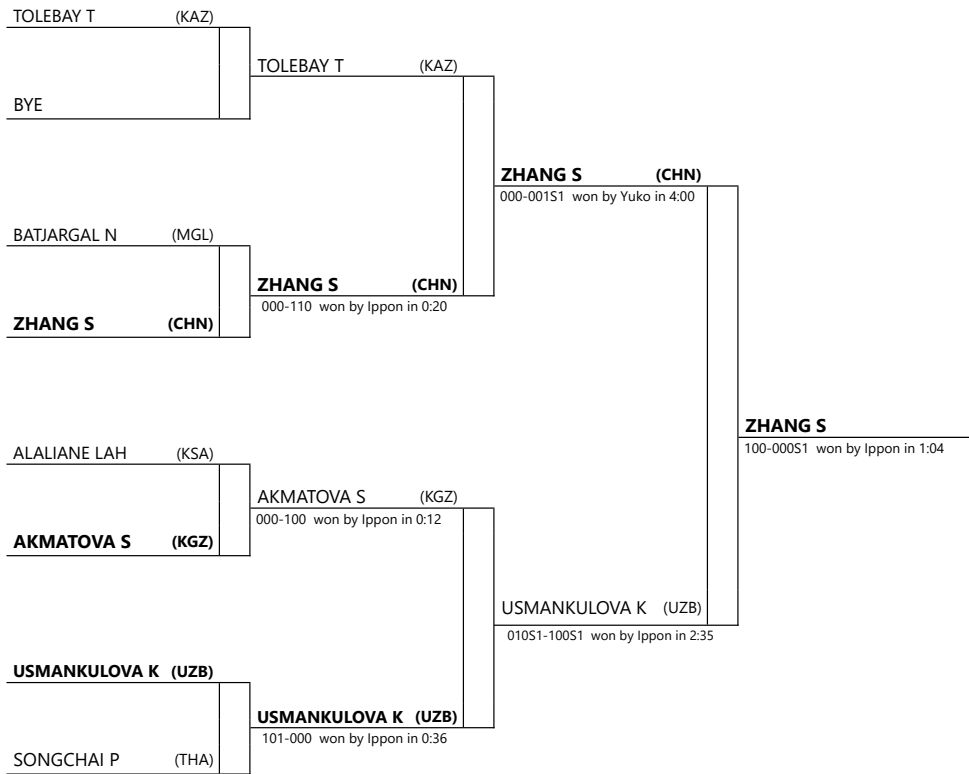 TOLEBAY T (KAZ)
TOLEBAY T (KAZ)
BYE
ZHANG S (CHN)
000-001S1 won by Yuko in 4:00
BATJARGAL N (MGL)
ZHANG S (CHN)
000-110 won by Ippon in 0:20
ZHANG S (CHN)
ZHANG S
100-000S1 won by Ippon in 1:04
ALALIANE LAH (KSA)
AKMATOVA S (KGZ)
000-100 won by Ippon in 0:12
AKMATOVA S (KGZ)
USMANKULOVA K (UZB)
010S1-100S1 won by Ippon in 2:35
USMANKULOVA K (UZB)
USMANKULOVA K (UZB)
101-000 won by Ippon in 0:36
SONGCHAI P (THA)